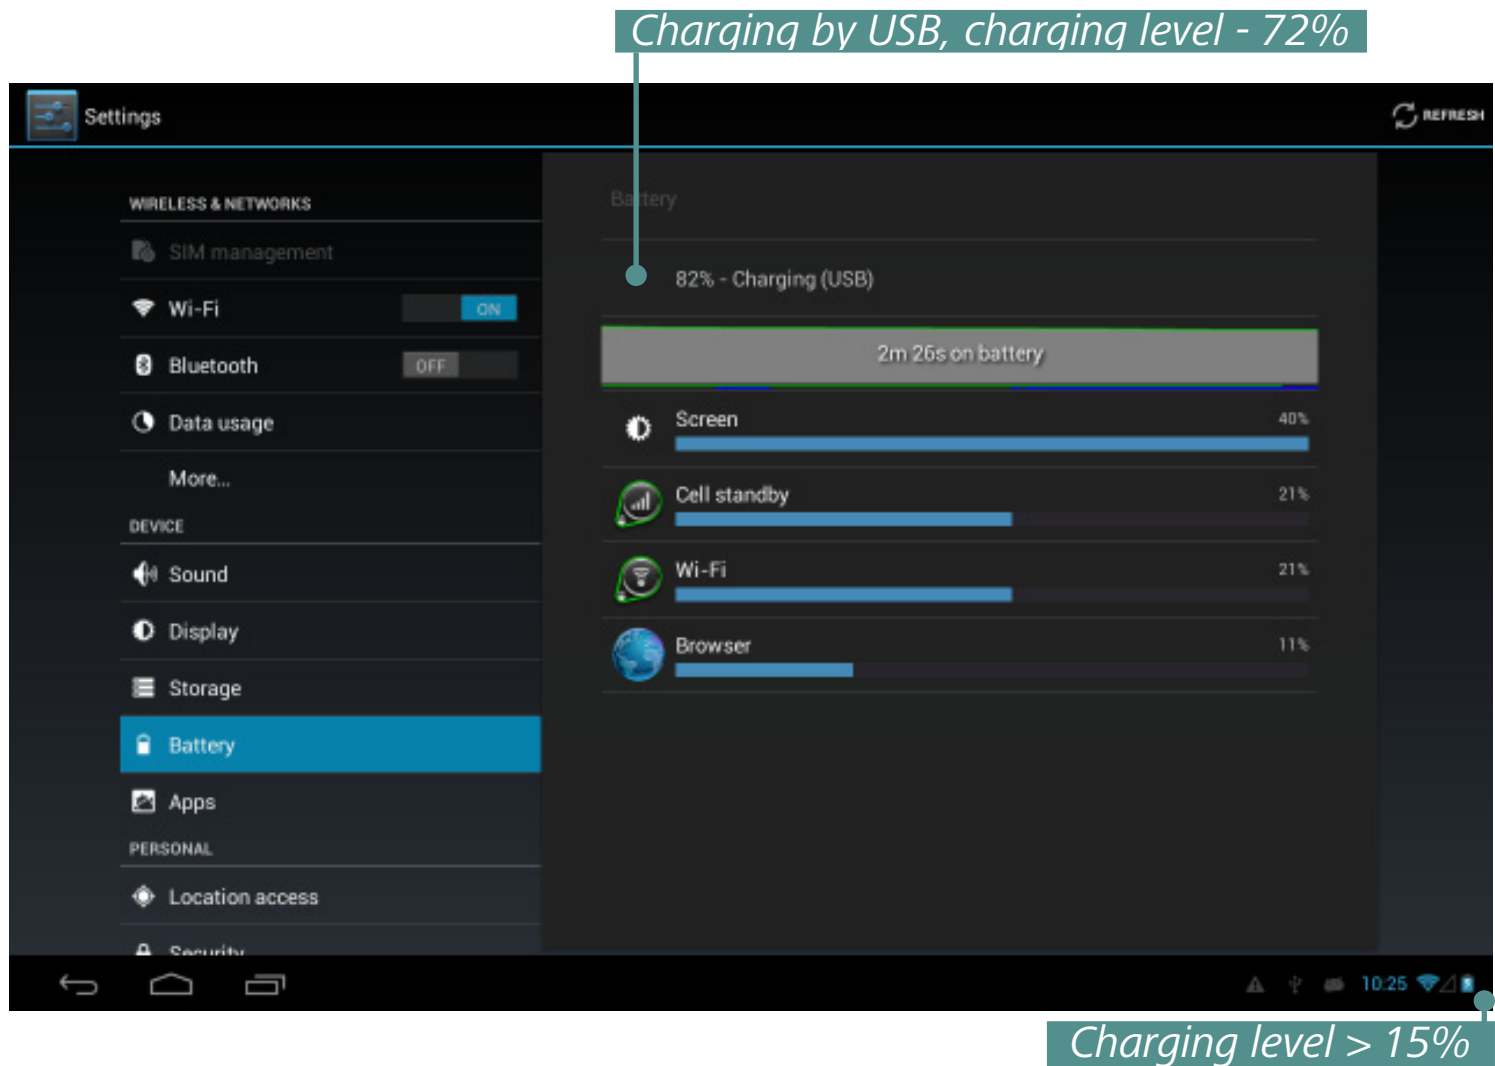 Charging by USB, charging level - 72%
Settings
REFRESH
WIRELESS & NETWORKS
SIM management
Wi-Fi
ON
Bluetooth
OFF
Data usage
More...
DEVICE
Sound
Display
Storage
Battery
Apps
PERSONAL
Location access
Security
Battery
82% - Charging (USB)
2m 26s on battery
Screen
40%
Cell standby
21%
Wi-Fi
21%
Browser
11%
10:25
Charging level > 15%